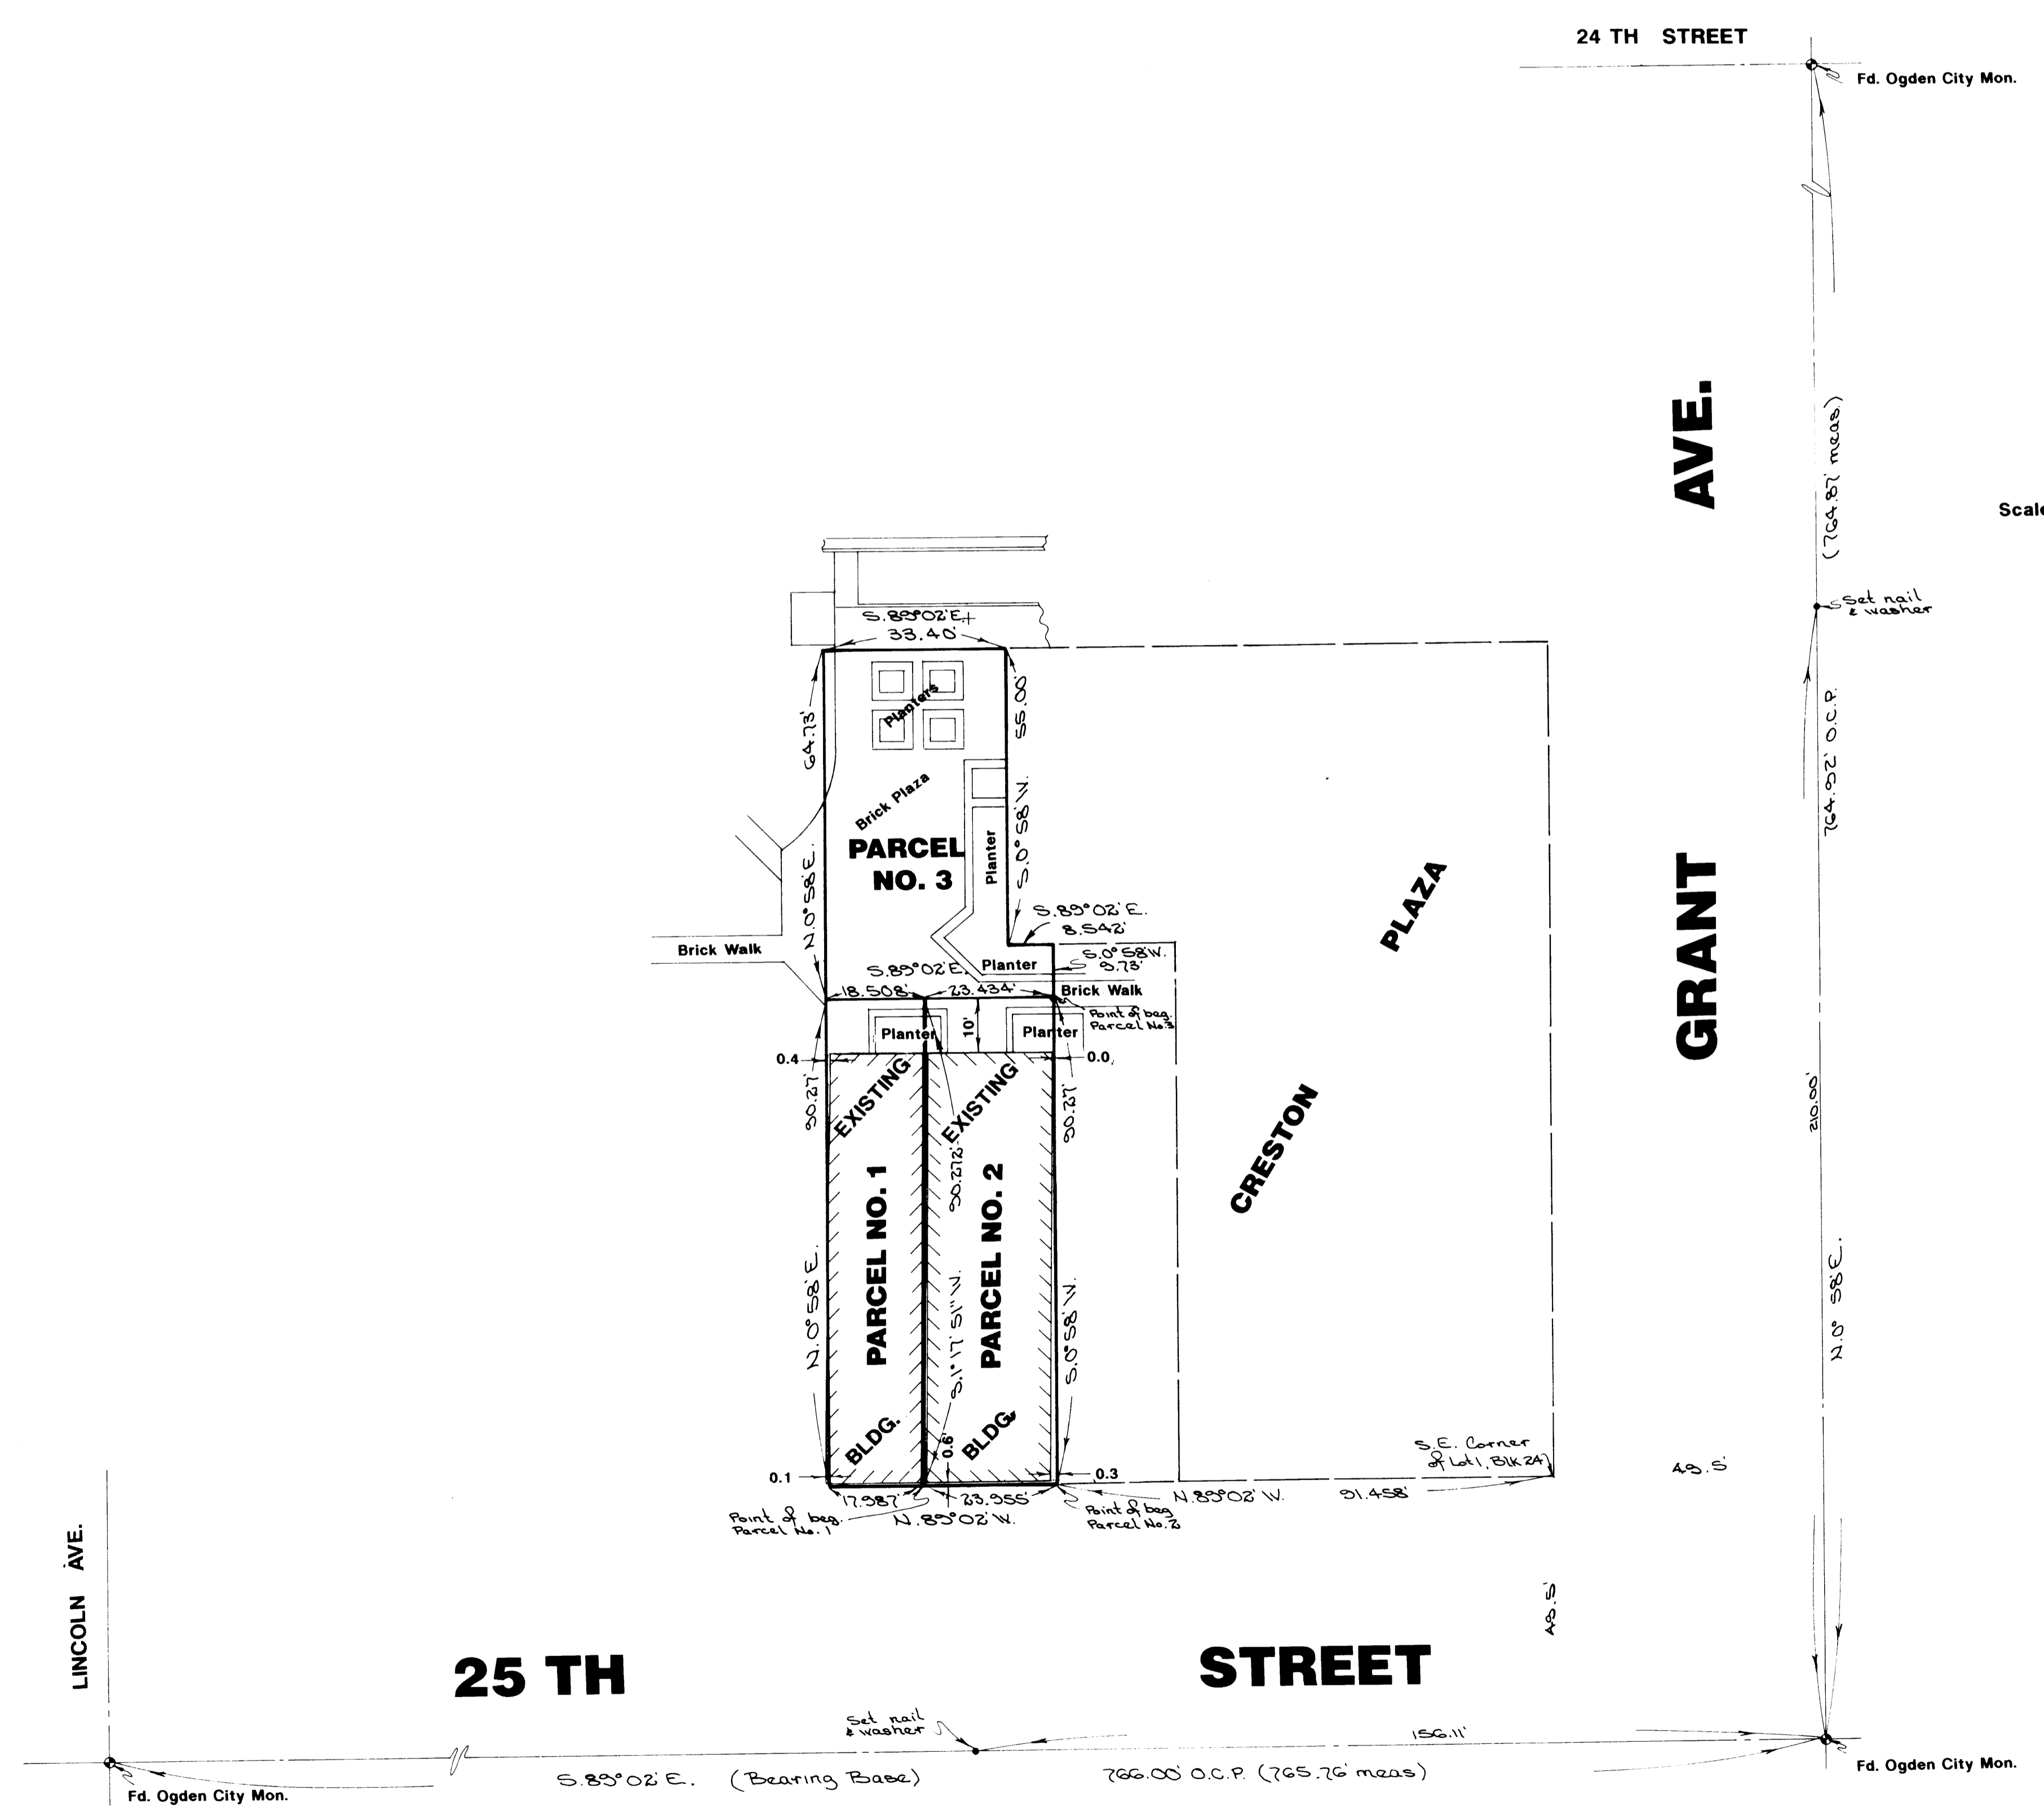 24 TH STREET
Fd. Ogden City Mon.
AVE.
(764.87' meas.)
Scale
Set nail
& washer
S.89°02'E.
33.40'
64.73'
Planters
55.00'
764.92' O.C.P.
Brick Plaza
PARCEL
NO. 3
Planter
S.0°58'W.
N.0°58'E.
PLAZA
GRANT
S.89°02'E.
8.542'
Brick Walk
S.0°58'W.
9.73'
S.89°02'E.
Planter
18.508'
23.434'
Brick Walk
Point of beg.
Parcel No.3
Planter
10'
Planter
0.4
0.0
90.27'
EXISTING
EXISTING
90.27'
210.00'
CRESTON
90.272'
PARCEL NO. 1
PARCEL NO. 2
N.0°58'E.
S.1°17'51"W.
S.0°58'W.
N.0°58'E.
BLDG.
BLDG.
0.6'
S.E. Corner
of Lot 1, Blk 24
49.5'
0.1
0.3
17.987'
23.955'
N.89°02'W.
91.458'
Point of beg.
Parcel No. 1
N.89°02'W.
Point of beg
Parcel No.2
LINCOLN AVE.
49.5'
25 TH STREET
Set nail
& washer
156.11'
S.89°02'E. (Bearing Base)
766.00' O.C.P. (765.76' meas)
Fd. Ogden City Mon.
Fd. Ogden City Mon.